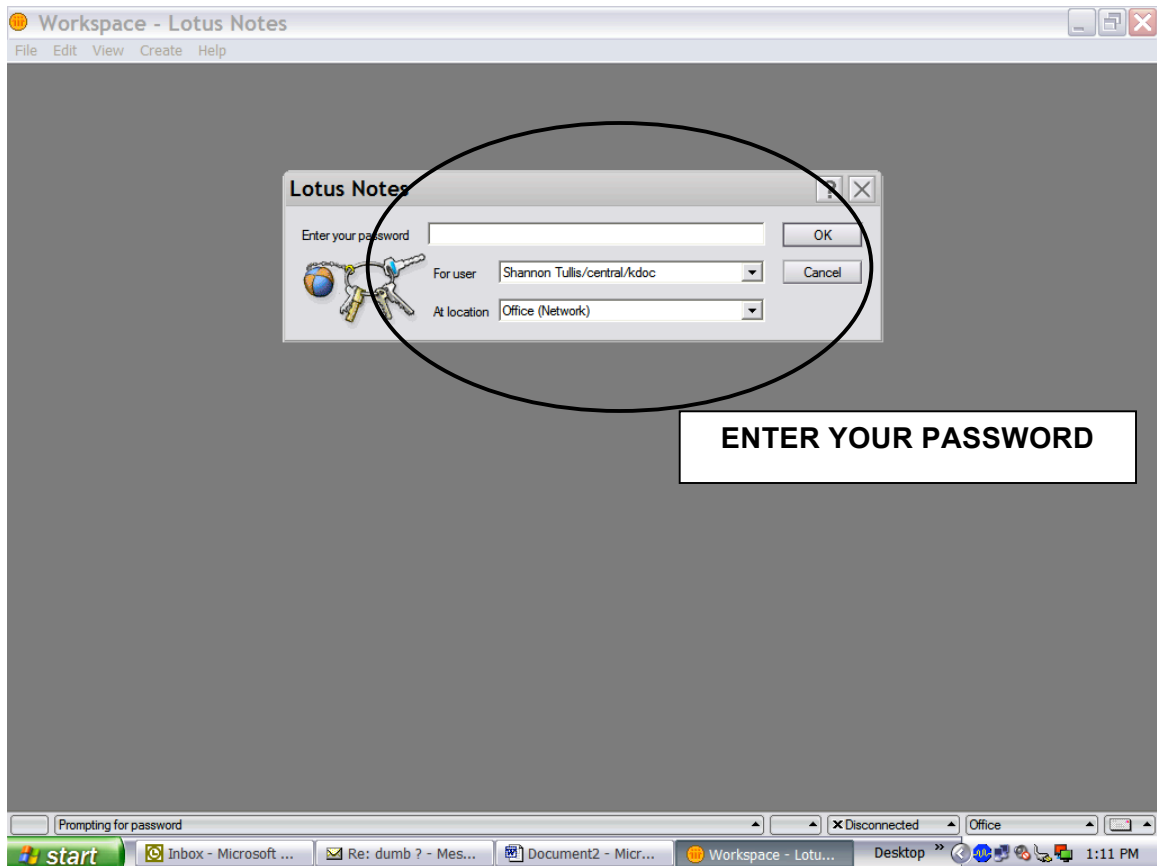 Workspace - Lotus Notes
File Edit View Create Help
Lotus Notes
Enter your password
OK
For user Shannon Tullis/central/kdoc
Cancel
At location Office (Network)
ENTER YOUR PASSWORD
Prompting for password Disconnected Office
start Inbox - Microsoft ... Re: dumb ? - Mes... Document2 - Micr... Workspace - Lotu... Desktop » 1:11 PM